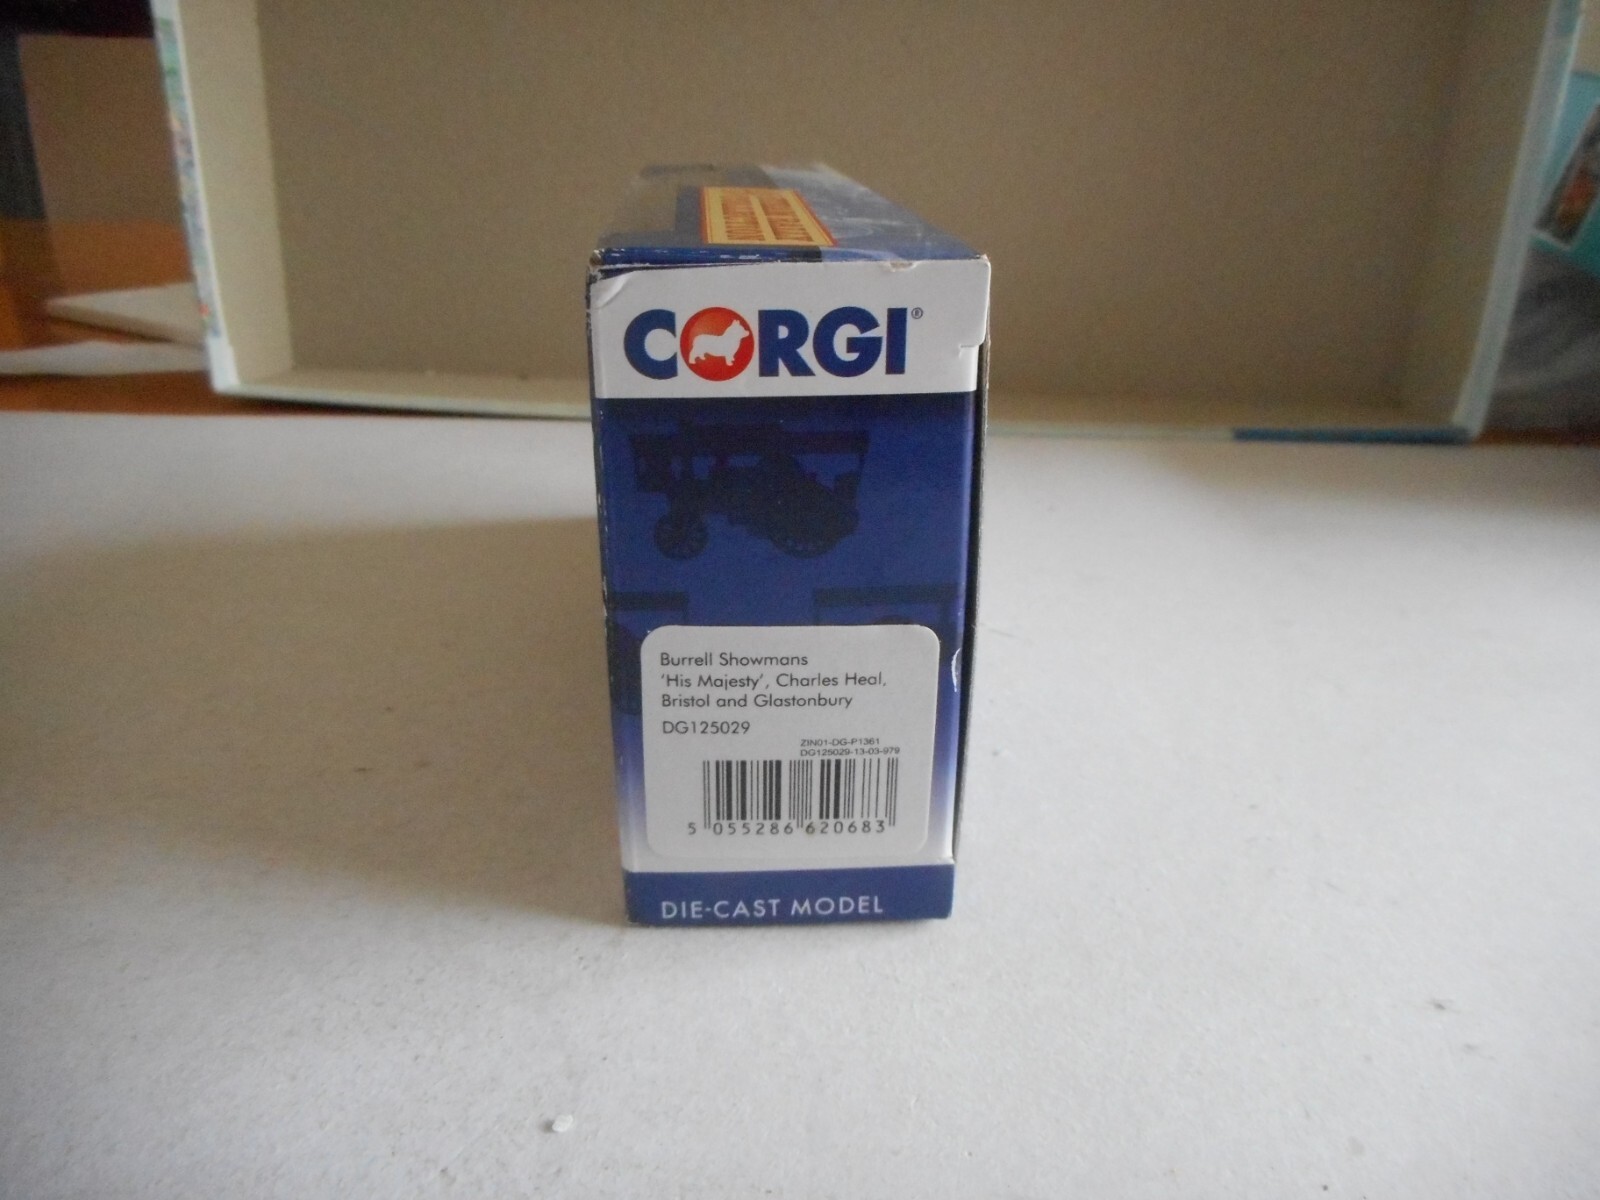 CORGI®
Burrell Showmans
‘His Majesty’, Charles Heal,
Bristol and Glastonbury
DG125029
ZIN01-DG-P1361
DG125029-13-03-979
5 055286 620683
DIE-CAST MODEL